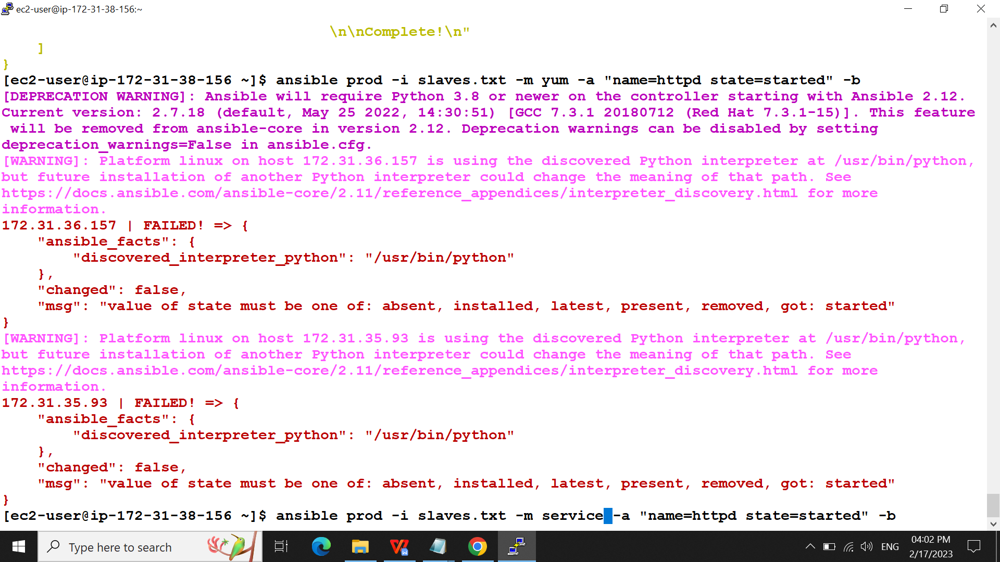 ec2-user@ip-172-31-38-156:~
\n\nComplete!\n"
]
}
[ec2-user@ip-172-31-38-156 ~]$ ansible prod -i slaves.txt -m yum -a "name=httpd state=started" -b
[DEPRECATION WARNING]: Ansible will require Python 3.8 or newer on the controller starting with Ansible 2.12.
Current version: 2.7.18 (default, May 25 2022, 14:30:51) [GCC 7.3.1 20180712 (Red Hat 7.3.1-15)]. This feature
will be removed from ansible-core in version 2.12. Deprecation warnings can be disabled by setting
deprecation_warnings=False in ansible.cfg.
[WARNING]: Platform linux on host 172.31.36.157 is using the discovered Python interpreter at /usr/bin/python,
but future installation of another Python interpreter could change the meaning of that path. See
https://docs.ansible.com/ansible-core/2.11/reference_appendices/interpreter_discovery.html for more
information.
172.31.36.157 | FAILED! => {
    "ansible_facts": {
        "discovered_interpreter_python": "/usr/bin/python"
    },
    "changed": false,
    "msg": "value of state must be one of: absent, installed, latest, present, removed, got: started"
}
[WARNING]: Platform linux on host 172.31.35.93 is using the discovered Python interpreter at /usr/bin/python,
but future installation of another Python interpreter could change the meaning of that path. See
https://docs.ansible.com/ansible-core/2.11/reference_appendices/interpreter_discovery.html for more
information.
172.31.35.93 | FAILED! => {
    "ansible_facts": {
        "discovered_interpreter_python": "/usr/bin/python"
    },
    "changed": false,
    "msg": "value of state must be one of: absent, installed, latest, present, removed, got: started"
}
[ec2-user@ip-172-31-38-156 ~]$ ansible prod -i slaves.txt -m service -a "name=httpd state=started" -b
Type here to search
ENG
04:02 PM
2/17/2023